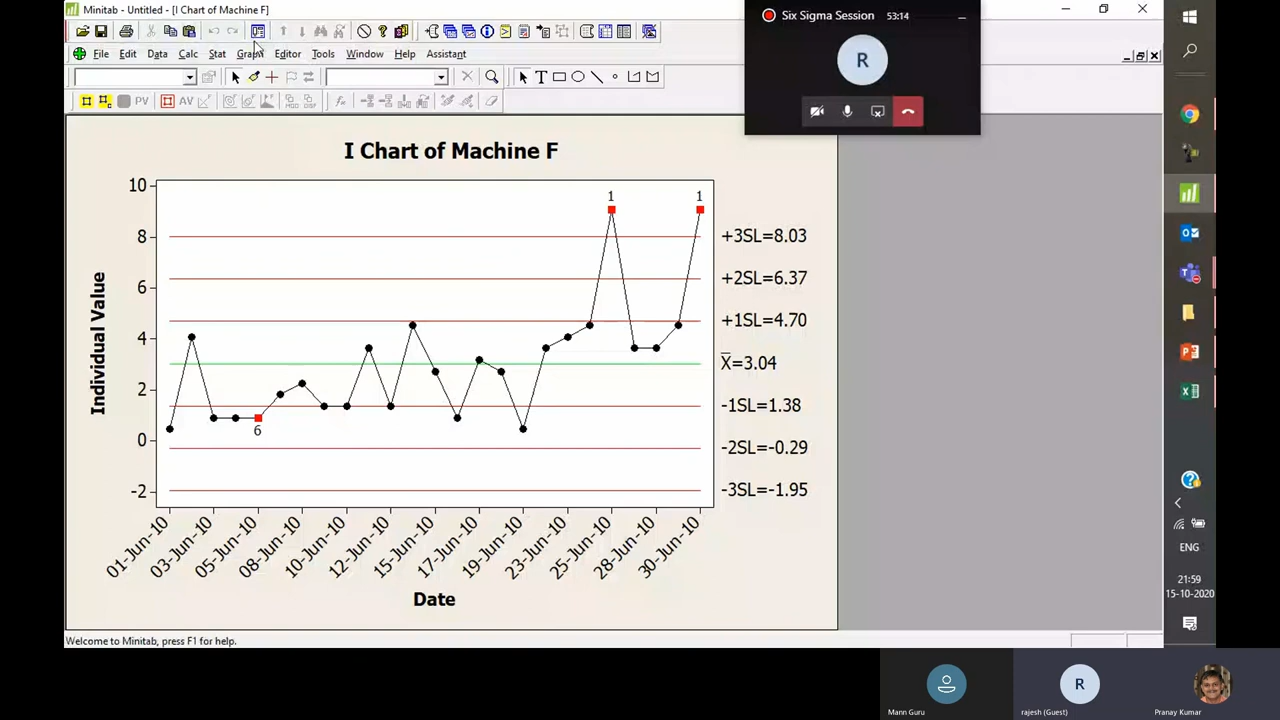 Minitab - Untitled - [I Chart of Machine F]
Six Sigma Session 53:14
R
File Edit Data Calc Stat Graph Editor Tools Window Help Assistant
PV AV
I Chart of Machine F
10
8
6
4
2
0
-2
Individual Value
1
1
6
+3SL=8.03
+2SL=6.37
+1SL=4.70
X̄=3.04
-1SL=1.38
-2SL=-0.29
-3SL=-1.95
01-Jun-10
03-Jun-10
05-Jun-10
08-Jun-10
10-Jun-10
12-Jun-10
15-Jun-10
17-Jun-10
19-Jun-10
23-Jun-10
25-Jun-10
28-Jun-10
30-Jun-10
Date
Welcome to Minitab, press F1 for help.
ENG
21:59
15-10-2020
R
Mann Guru
rajesh (Guest)
Pranay Kumar